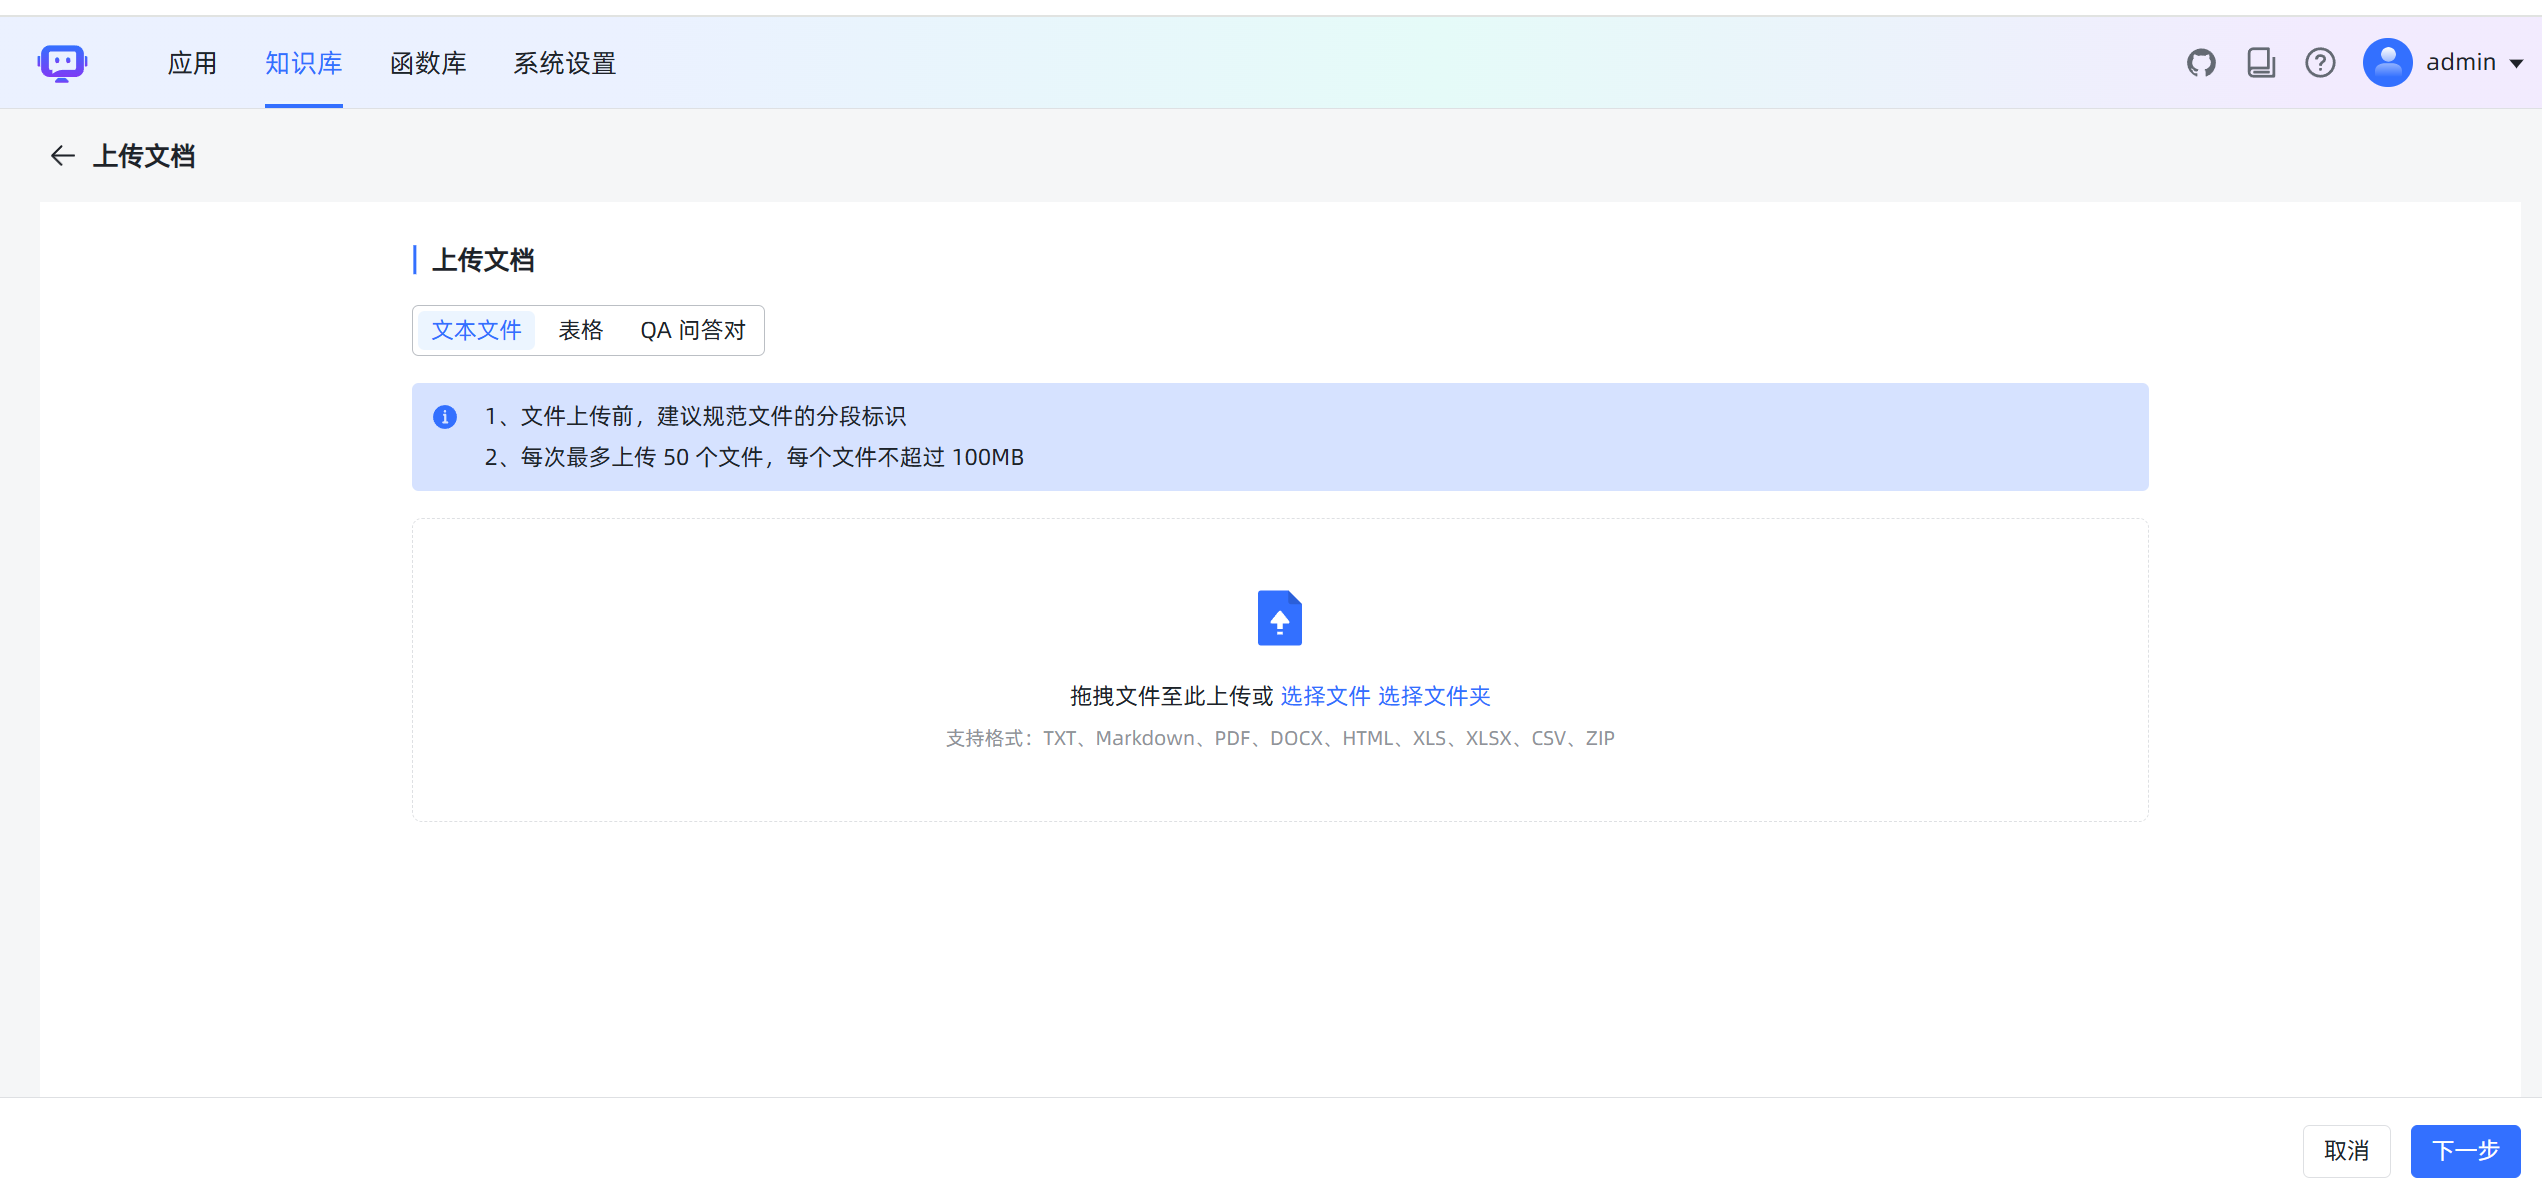 应用 知识库 函数库 系统设置 admin
上传文档
上传文档
文本文件 表格 QA 问答对
1、文件上传前，建议规范文件的分段标识
2、每次最多上传 50 个文件，每个文件不超过 100MB
拖拽文件至此上传或 选择文件 选择文件夹
支持格式：TXT、Markdown、PDF、DOCX、HTML、XLS、XLSX、CSV、ZIP
取消 下一步